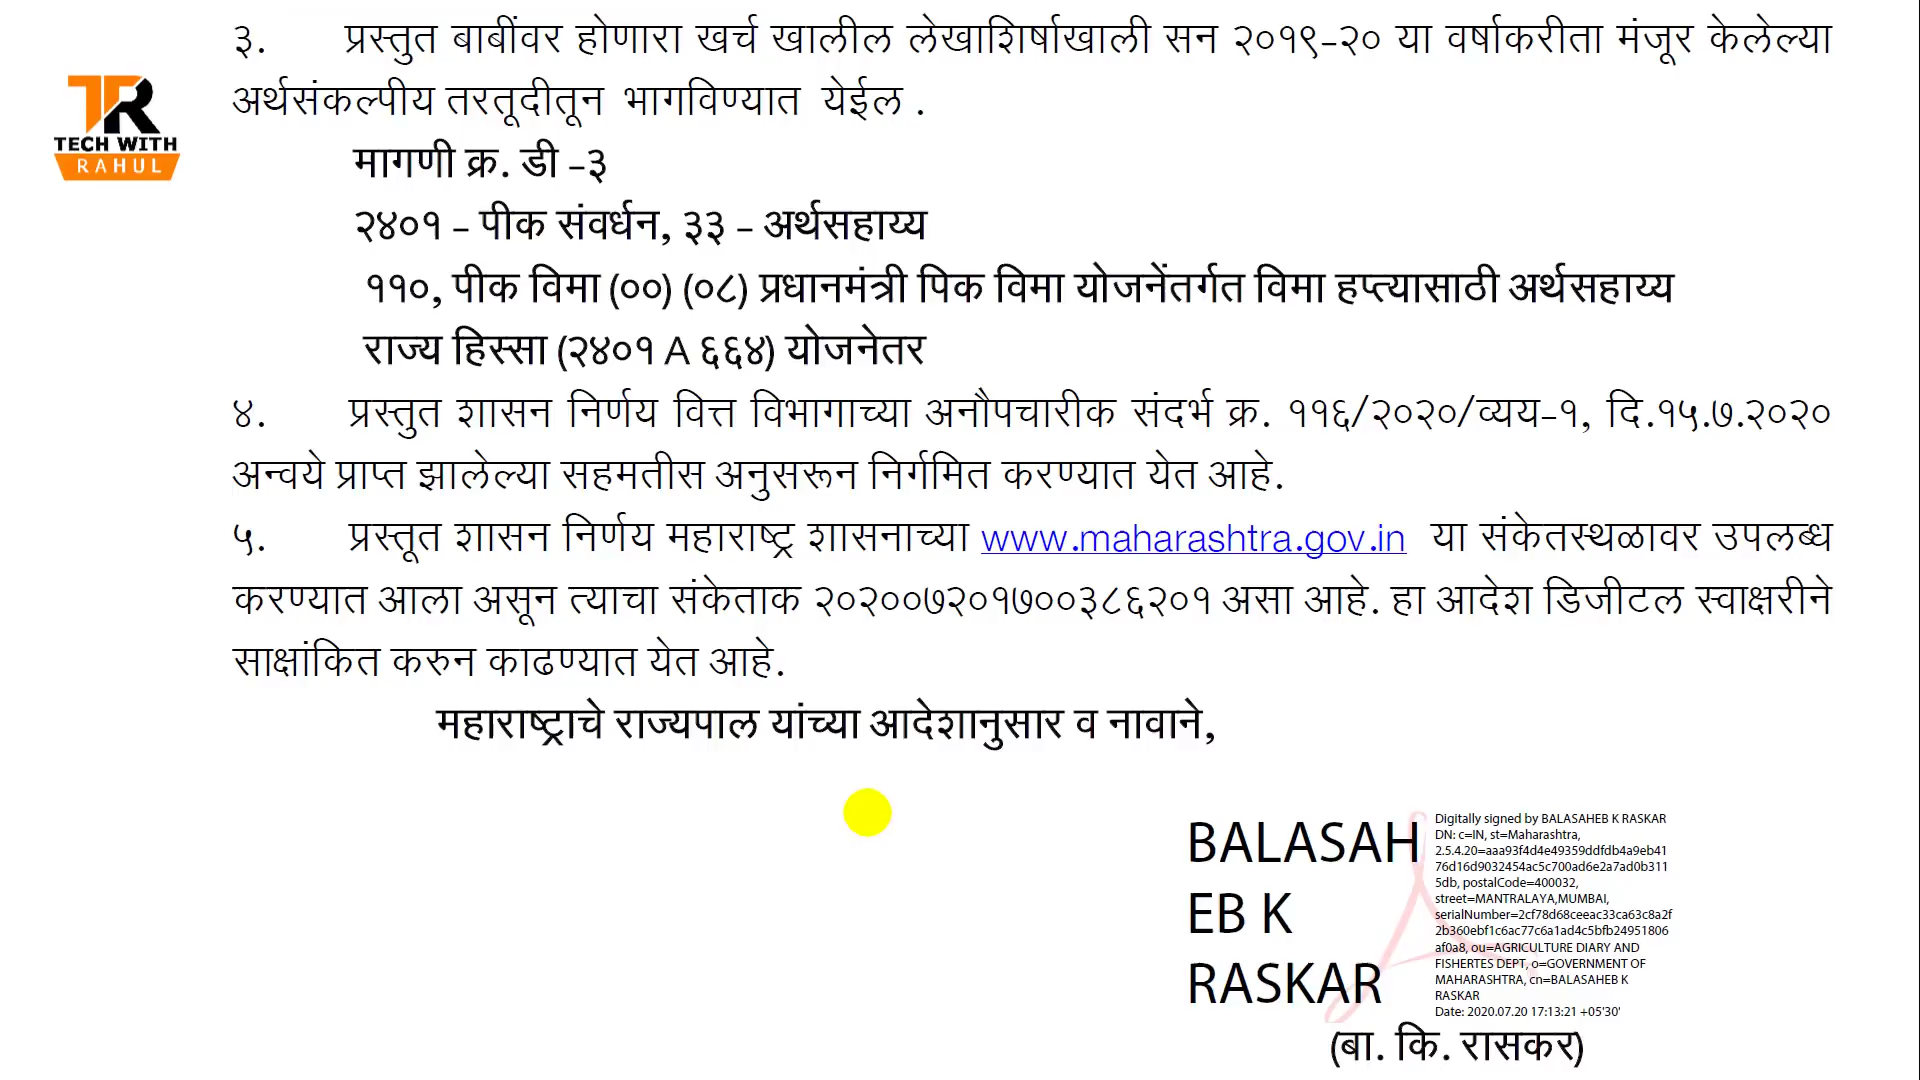 ३. प्रस्तुत बाबींवर होणारा खर्च खालील लेखाशिर्षाखाली सन २०१९-२० या वर्षाकरीता मंजूर केलेल्या
अर्थसंकल्पीय तरतूदीतून भागविण्यात येईल .
TR
TECH WITH
RAHUL
मागणी क्र. डी -३
२४०१ - पीक संवर्धन, ३३ - अर्थसहाय्य
११०, पीक विमा (००) (०८) प्रधानमंत्री पिक विमा योजनेंतर्गत विमा हप्त्यासाठी अर्थसहाय्य
राज्य हिस्सा (२४०१ A ६६४) योजनेतर
४. प्रस्तुत शासन निर्णय वित्त विभागाच्या अनौपचारीक संदर्भ क्र. ११६/२०२०/व्यय-१, दि.१५.७.२०२०
अन्वये प्राप्त झालेल्या सहमतीस अनुसरून निर्गमित करण्यात येत आहे.
५. प्रस्तूत शासन निर्णय महाराष्ट्र शासनाच्या www.maharashtra.gov.in या संकेतस्थळावर उपलब्ध
करण्यात आला असून त्याचा संकेताक २०२००७२०१७००३८६२०१ असा आहे. हा आदेश डिजीटल स्वाक्षरीने
साक्षांकित करुन काढण्यात येत आहे.
महाराष्ट्राचे राज्यपाल यांच्या आदेशानुसार व नावाने,
BALASAH
EB K
RASKAR
Digitally signed by BALASAHEB K RASKAR
DN: c=IN, st=Maharashtra,
2.5.4.20=aaa93f4d4e49359ddfdb4a9eb41
76d16d9032454ac5c700ad6e2a7ad0b311
5db, postalCode=400032,
street=MANTRALAYA,MUMBAI,
serialNumber=2cf78d68ceeac33ca63c8a2f
2b360ebf1c6ac77c6a1ad4c5bfb24951806
af0a8, ou=AGRICULTURE DIARY AND
FISHERTES DEPT, o=GOVERNMENT OF
MAHARASHTRA, cn=BALASAHEB K
RASKAR
Date: 2020.07.20 17:13:21 +05'30'
(बा. कि. रासकर)